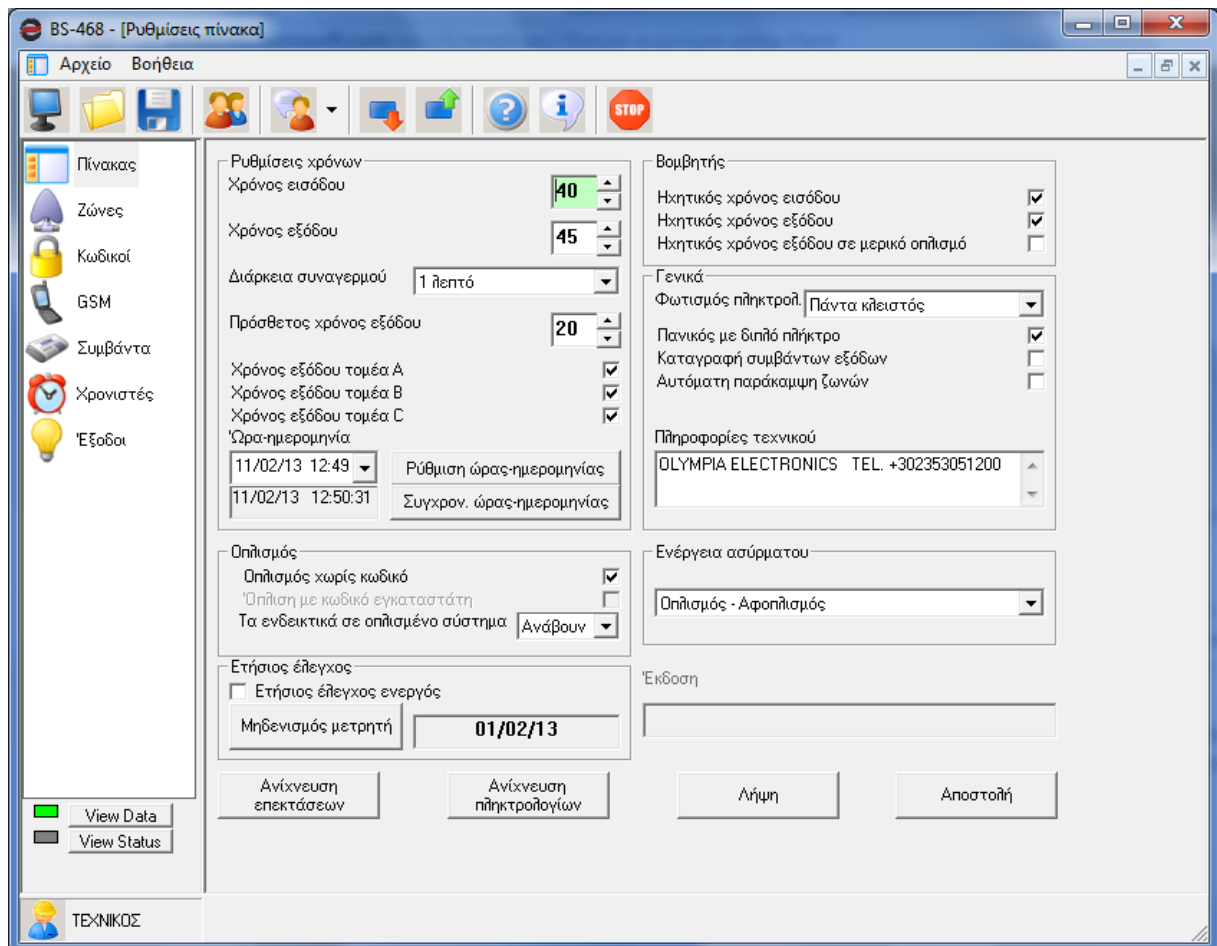 BS-468 - [Ρυθμίσεις πίνακα]
Αρχείο Βοήθεια
STOP
Πίνακας
Ζώνες
Κωδικοί
GSM
Συμβάντα
Χρονιστές
Έξοδοι
View Data
View Status
ΤΕΧΝΙΚΟΣ
Ρυθμίσεις χρόνων
Χρόνος εισόδου 40
Χρόνος εξόδου 45
Διάρκεια συναγερμού 1 λεπτό
Πρόσθετος χρόνος εξόδου 20
Χρόνος εξόδου τομέα A
Χρόνος εξόδου τομέα B
Χρόνος εξόδου τομέα C
Ώρα-ημερομηνία
11/02/13 12:49 Ρύθμιση ώρας-ημερομηνίας
11/02/13 12:50:31 Συγχρον. ώρας-ημερομηνίας
Βομβητής
Ηχητικός χρόνος εισόδου
Ηχητικός χρόνος εξόδου
Ηχητικός χρόνος εξόδου σε μερικό οπλισμό
Γενικά
Φωτισμός πληκτρολ. Πάντα κλειστός
Πανικός με διπλό πλήκτρο
Καταγραφή συμβάντων εξόδων
Αυτόματη παράκαμψη ζωνών
Πληροφορίες τεχνικού
OLYMPIA ELECTRONICS TEL. +302353051200
Οπλισμός
Οπλισμός χωρίς κωδικό
Όπλιση με κωδικό εγκαταστάτη
Τα ενδεικτικά σε οπλισμένο σύστημα Ανάβουν
Ενέργεια ασύρματου
Οπλισμός - Αφοπλισμός
Ετήσιος έλεγχος
Ετήσιος έλεγχος ενεργός
Μηδενισμός μετρητή 01/02/13
Έκδοση
Ανίχνευση
επεκτάσεων
Ανίχνευση
πληκτρολογίων
Λήψη
Αποστολή